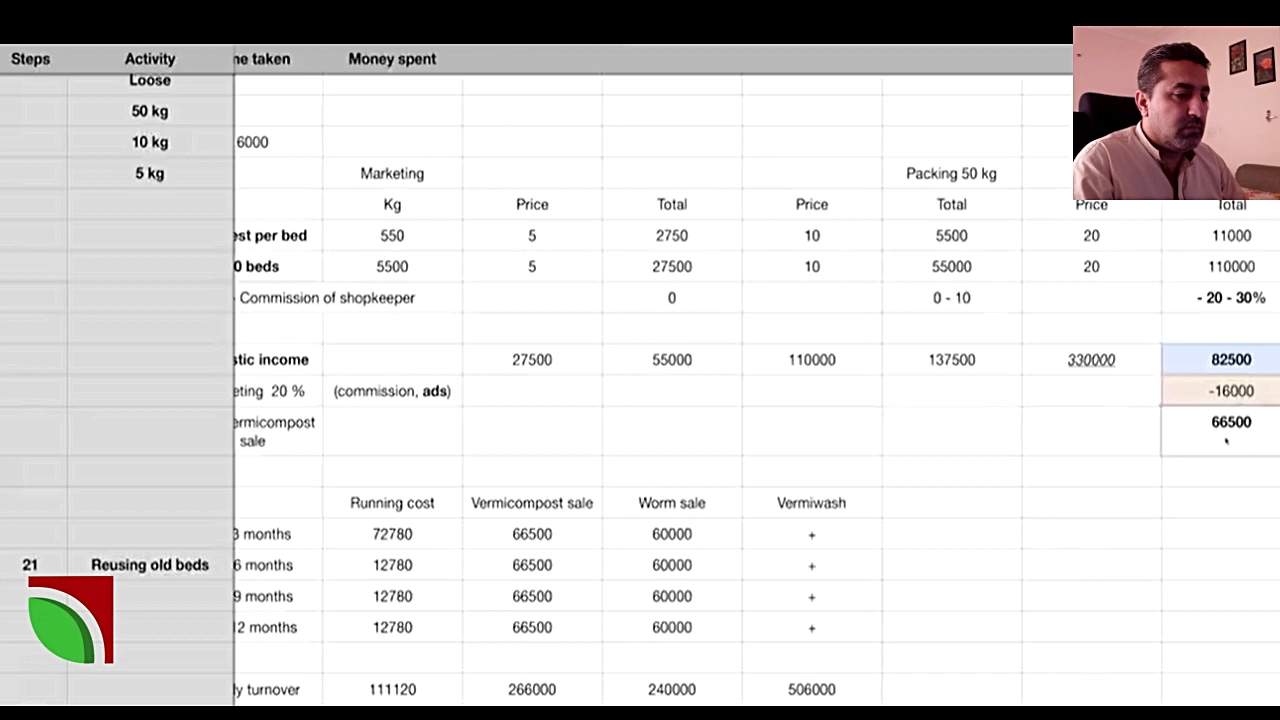 Steps Activity ne taken Money spent
Loose
50 kg
10 kg 6000
5 kg Marketing Packing 50 kg
Kg Price Total Price Total Price Total
est per bed 550 5 2750 10 5500 20 11000
0 beds 5500 5 27500 10 55000 20 110000
- Commission of shopkeeper 0 0 - 10 - 20 - 30%
stic income 27500 55000 110000 137500 330000 82500
eting 20 % (commission, ads) -16000
ermicompost sale 66500
Running cost Vermicompost sale Worm sale Vermiwash
3 months 72780 66500 60000 +
21 Reusing old beds 6 months 12780 66500 60000 +
9 months 12780 66500 60000 +
12 months 12780 66500 60000 +
ly turnover 111120 266000 240000 506000